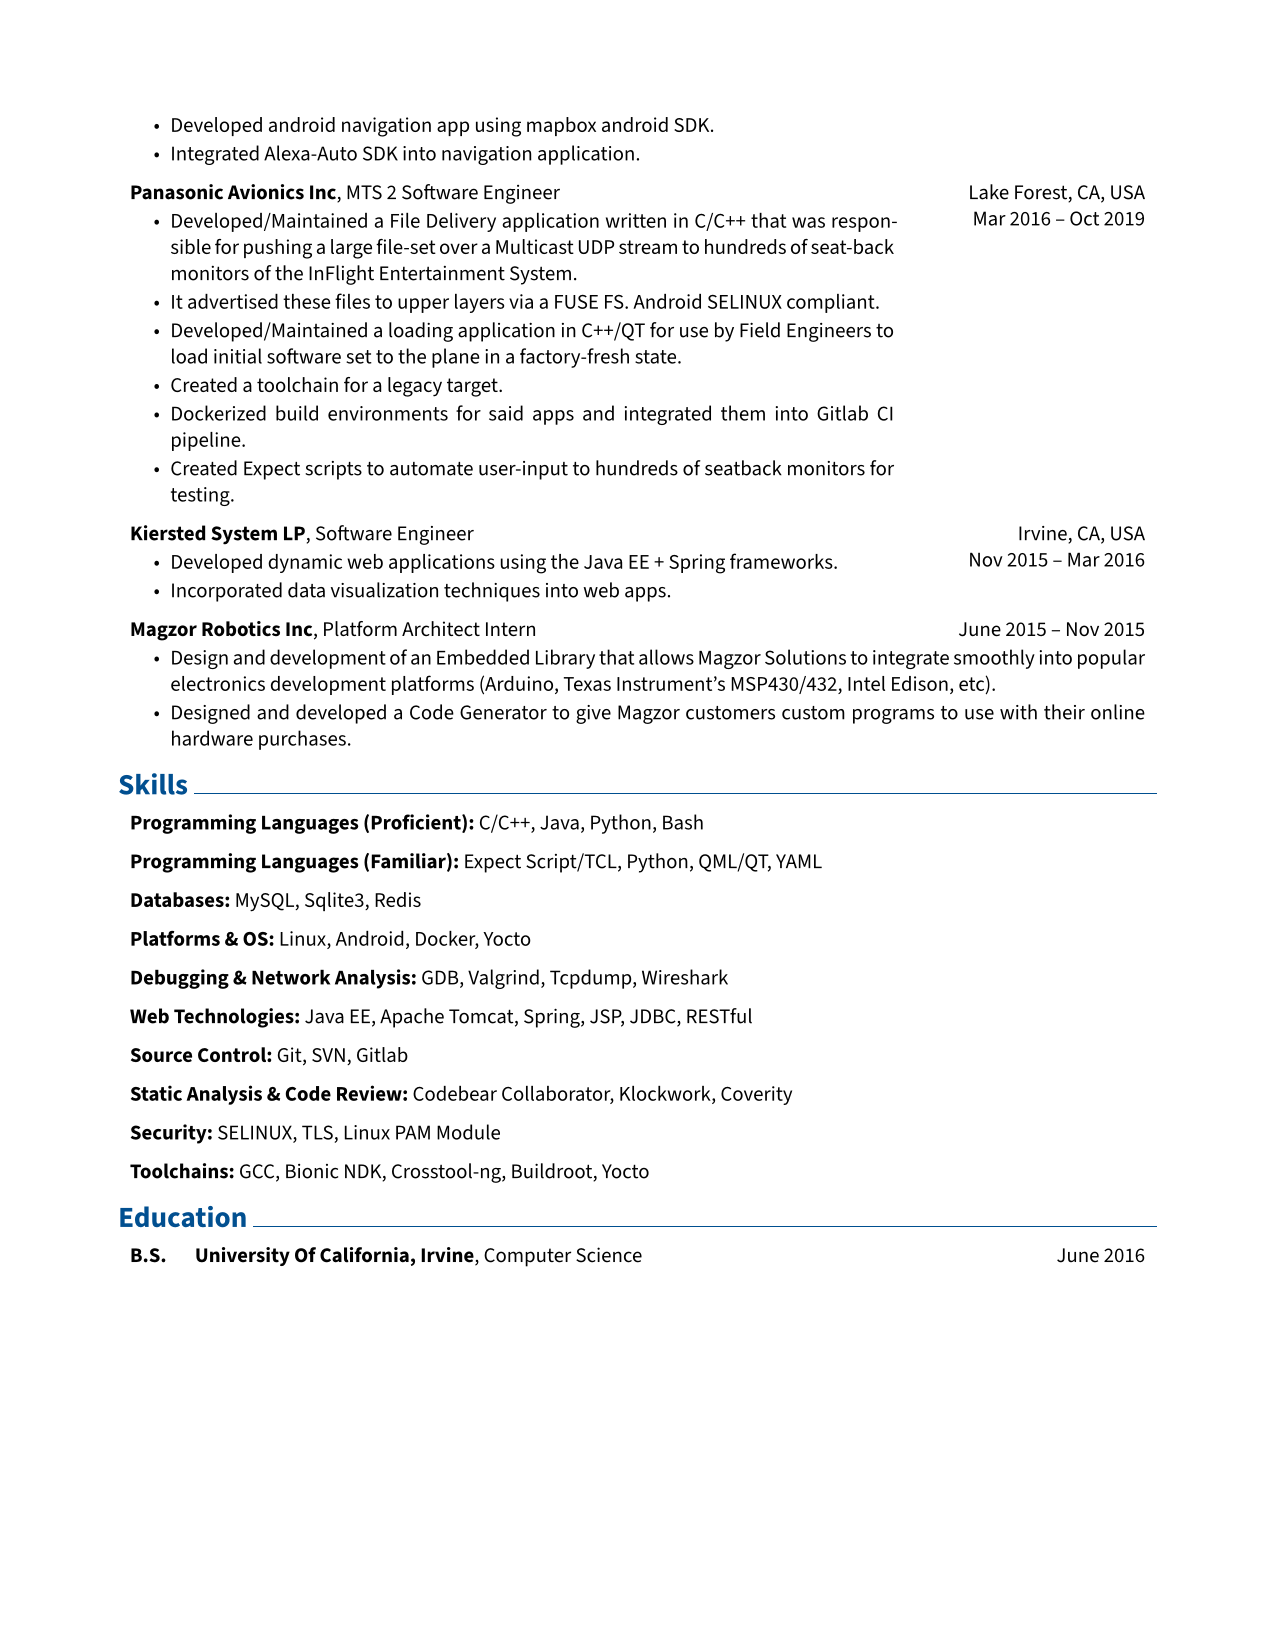 • Developed android navigation app using mapbox android SDK.
• Integrated Alexa-Auto SDK into navigation application.
Panasonic Avionics Inc, MTS 2 Software Engineer
Lake Forest, CA, USA
Mar 2016 – Oct 2019
• Developed/Maintained a File Delivery application written in C/C++ that was respon-
sible for pushing a large file-set over a Multicast UDP stream to hundreds of seat-back
monitors of the InFlight Entertainment System.
• It advertised these files to upper layers via a FUSE FS. Android SELINUX compliant.
• Developed/Maintained a loading application in C++/QT for use by Field Engineers to
load initial software set to the plane in a factory-fresh state.
• Created a toolchain for a legacy target.
• Dockerized build environments for said apps and integrated them into Gitlab CI
pipeline.
• Created Expect scripts to automate user-input to hundreds of seatback monitors for
testing.
Kiersted System LP, Software Engineer
Irvine, CA, USA
Nov 2015 – Mar 2016
• Developed dynamic web applications using the Java EE + Spring frameworks.
• Incorporated data visualization techniques into web apps.
Magzor Robotics Inc, Platform Architect Intern June 2015 – Nov 2015
• Design and development of an Embedded Library that allows Magzor Solutions to integrate smoothly into popular
electronics development platforms (Arduino, Texas Instrument’s MSP430/432, Intel Edison, etc).
• Designed and developed a Code Generator to give Magzor customers custom programs to use with their online
hardware purchases.
Skills
Programming Languages (Proficient): C/C++, Java, Python, Bash
Programming Languages (Familiar): Expect Script/TCL, Python, QML/QT, YAML
Databases: MySQL, Sqlite3, Redis
Platforms & OS: Linux, Android, Docker, Yocto
Debugging & Network Analysis: GDB, Valgrind, Tcpdump, Wireshark
Web Technologies: Java EE, Apache Tomcat, Spring, JSP, JDBC, RESTful
Source Control: Git, SVN, Gitlab
Static Analysis & Code Review: Codebear Collaborator, Klockwork, Coverity
Security: SELINUX, TLS, Linux PAM Module
Toolchains: GCC, Bionic NDK, Crosstool-ng, Buildroot, Yocto
Education
B.S. University Of California, Irvine, Computer Science June 2016